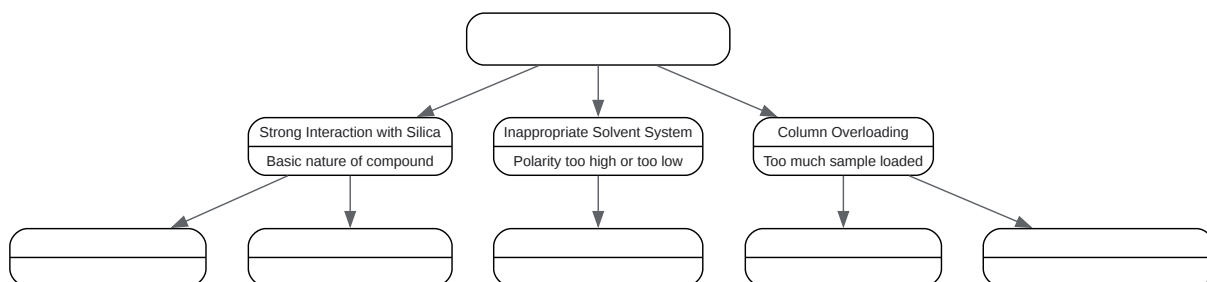 Strong Interaction with Silica
Basic nature of compound
Inappropriate Solvent System
Polarity too high or too low
Column Overloading
Too much sample loaded